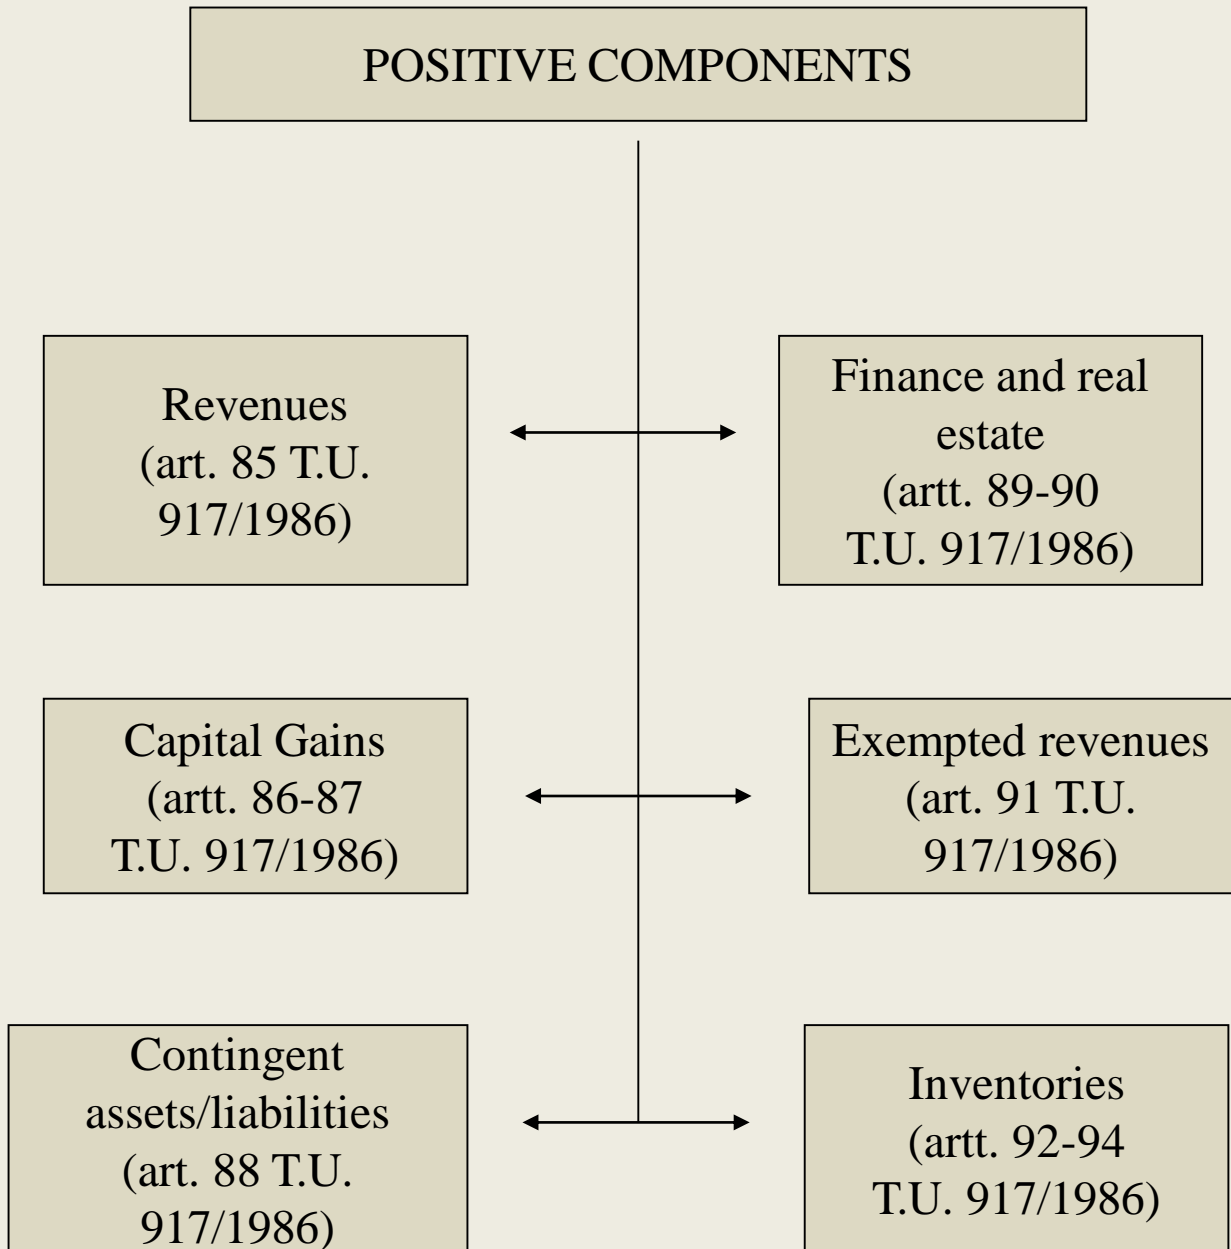 POSITIVE COMPONENTS
Revenues
(art. 85 T.U.
917/1986)
Finance and real
estate
(artt. 89-90
T.U. 917/1986)
Capital Gains
(artt. 86-87
T.U. 917/1986)
Exempted revenues
(art. 91 T.U.
917/1986)
Contingent
assets/liabilities
(art. 88 T.U.
917/1986)
Inventories
(artt. 92-94
T.U. 917/1986)